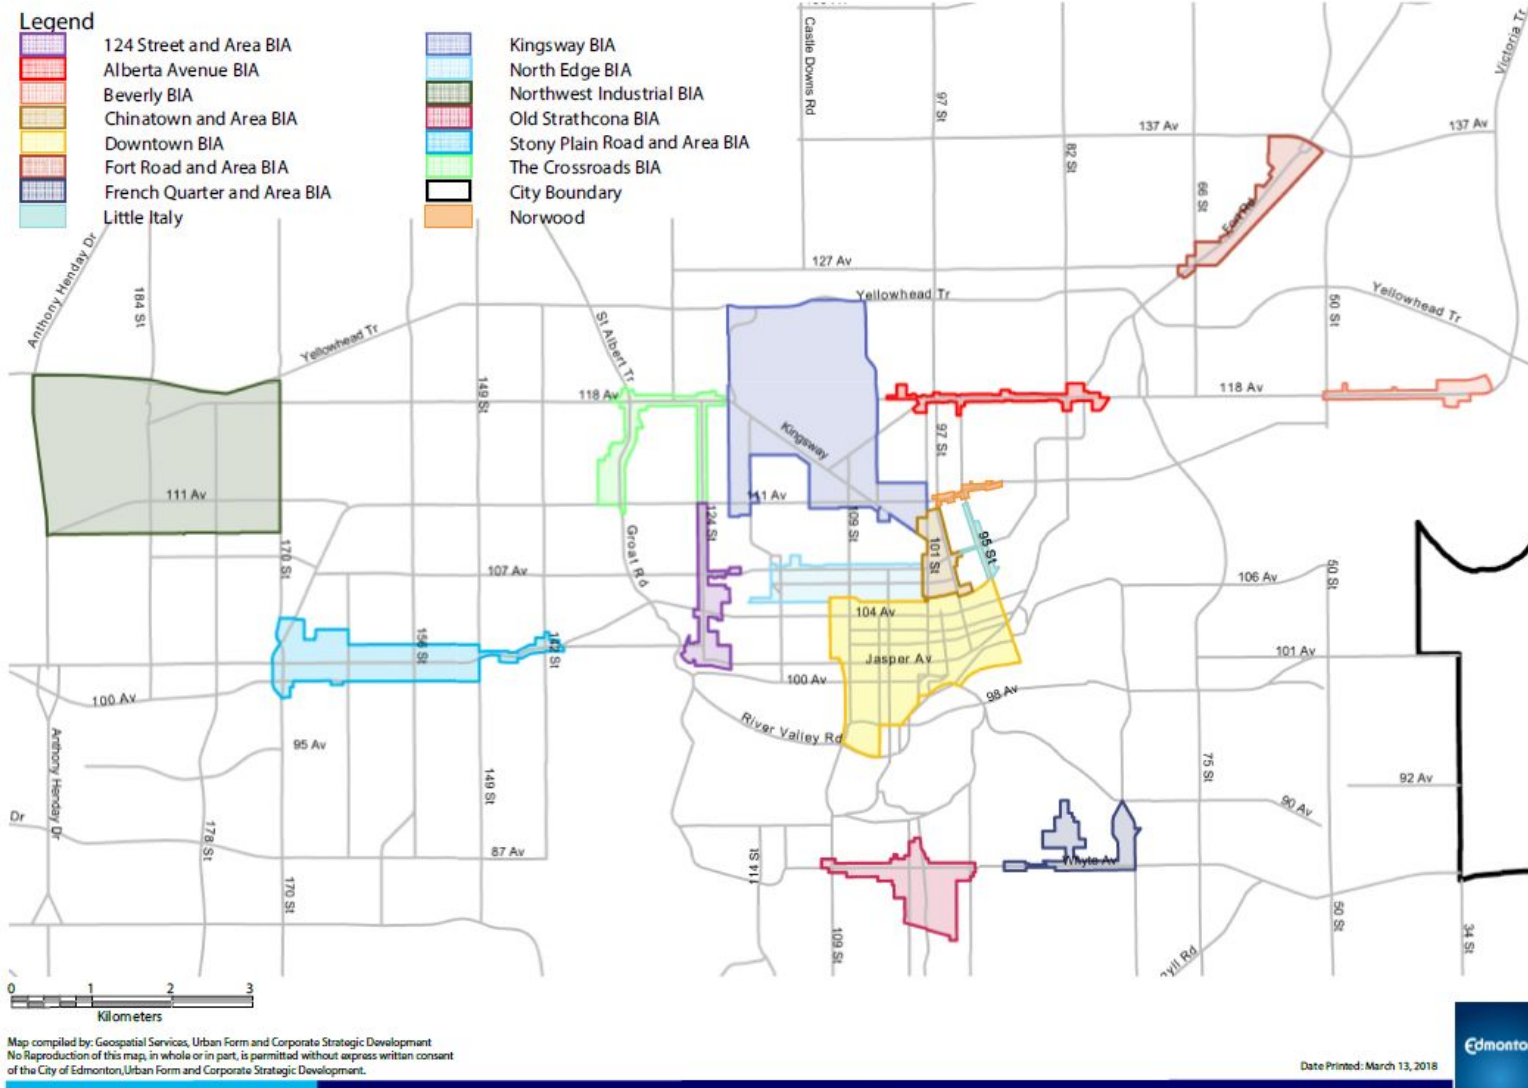 Legend
124 Street and Area BIA
Alberta Avenue BIA
Beverly BIA
Chinatown and Area BIA
Downtown BIA
Fort Road and Area BIA
French Quarter and Area BIA
Little Italy
Kingsway BIA
North Edge BIA
Northwest Industrial BIA
Old Strathcona BIA
Stony Plain Road and Area BIA
The Crossroads BIA
City Boundary
Norwood
Castle Downs Rd
97 St
Victoria Tr
137 Av
137 Av
82 St
66 St
Fort Rd
127 Av
Anthony Henday Dr
184 St
Yellowhead Tr
Yellowhead Tr
50 St
Yellowhead Tr
St Albert Tr
149 St
118 Av
118 Av
Kingsway
97 St
111 Av
111 Av
124 St
109 St
101 St
95 St
Groat Rd
170 St
107 Av
106 Av
50 St
104 Av
156 St
142 St
Jasper Av
101 Av
100 Av
100 Av
98 Av
River Valley Rd
95 Av
Anthony Henday Dr
149 St
75 St
92 Av
90 Av
Dr
178 St
87 Av
114 St
Whyte Av
170 St
109 St
50 St
34 St
yll Rd
0 1 2 3
Kilometers
Map compiled by: Geospatial Services, Urban Form and Corporate Strategic Development
No Reproduction of this map, in whole or in part, is permitted without express written consent
of the City of Edmonton,Urban Form and Corporate Strategic Development.
Date Printed: March 13, 2018
Edmonto